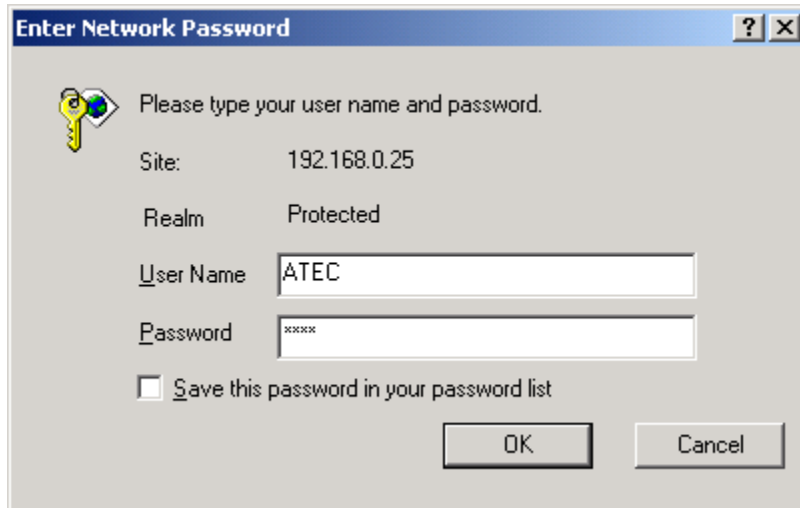 Enter Network Password
Please type your user name and password.
Site: 192.168.0.25
Realm Protected
User Name ATEC
Password ****
Save this password in your password list
OK Cancel